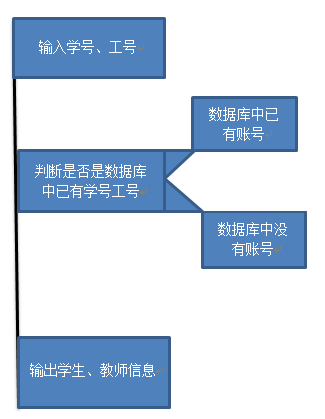 输入学号、工号
数据库中已
有账号
判断是否是数据库
中已有学号工号
数据库中没
有账号
输出学生、教师信息